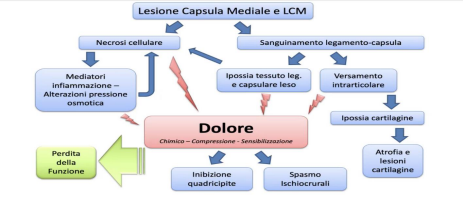 Lesione Capsula Mediale e LCM
Necrosi cellulare
Sanguinamento legamento-capsula
Mediatori
infiammazione –
Alterazioni pressione
osmotica
Ipossia tessuto leg.
e capsulare leso
Versamento
intrarticolare
Ipossia cartilagine
Dolore
Chimico – Compressione - Sensibilizzazione
Perdita
della
Funzione
Atrofia e
lesioni
cartilagine
Inibizione
quadricipite
Spasmo
Ischiocrurali